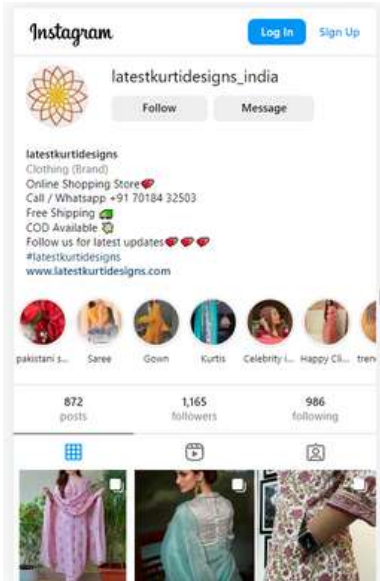 Instagram
Log In
Sign Up
latestkurtidesigns_india
Follow
Message
latestkurtidesigns
Clothing (Brand)
Online Shopping Store
Call / Whatsapp +91 70184 32503
Free Shipping
COD Available
Follow us for latest updates
#latestkurtidesigns
www.latestkurtidesigns.com
pakistani s... Saree Gown Kurtis Celebrity i... Happy Cli... tren
872 1,165 986
posts followers following